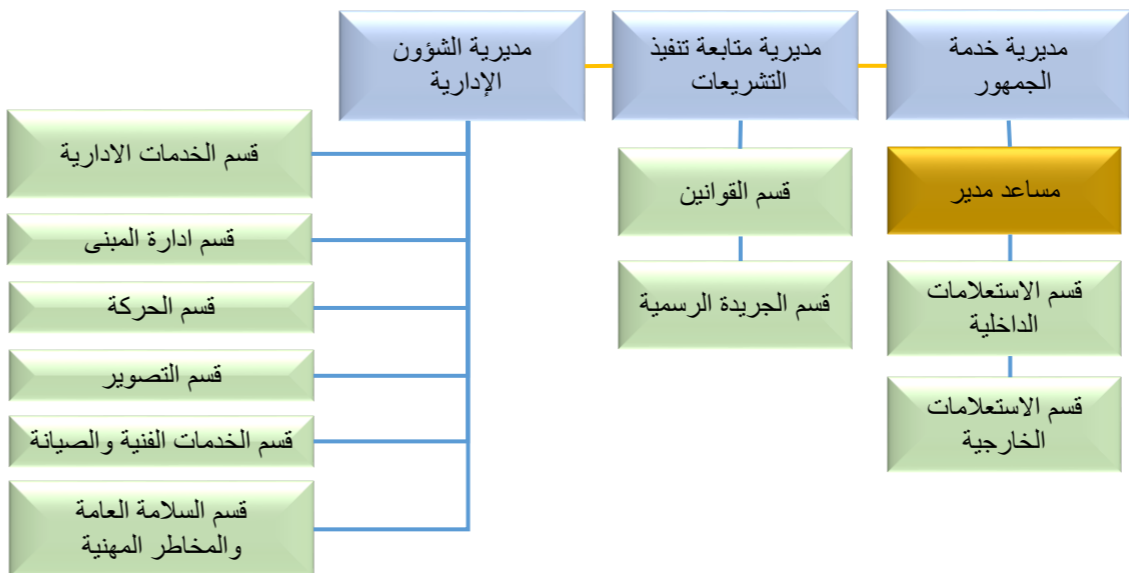 مديرية خدمة
الجمهور
مساعد مدير
قسم الاستعلامات
الداخلية
قسم الاستعلامات
الخارجية
مديرية متابعة تنفيذ
التشريعات
قسم القوانين
قسم الجريدة الرسمية
مديرية الشؤون
الإدارية
قسم الخدمات الادارية
قسم ادارة المبنى
قسم الحركة
قسم التصوير
قسم الخدمات الفنية والصيانة
قسم السلامة العامة
والمخاطر المهنية